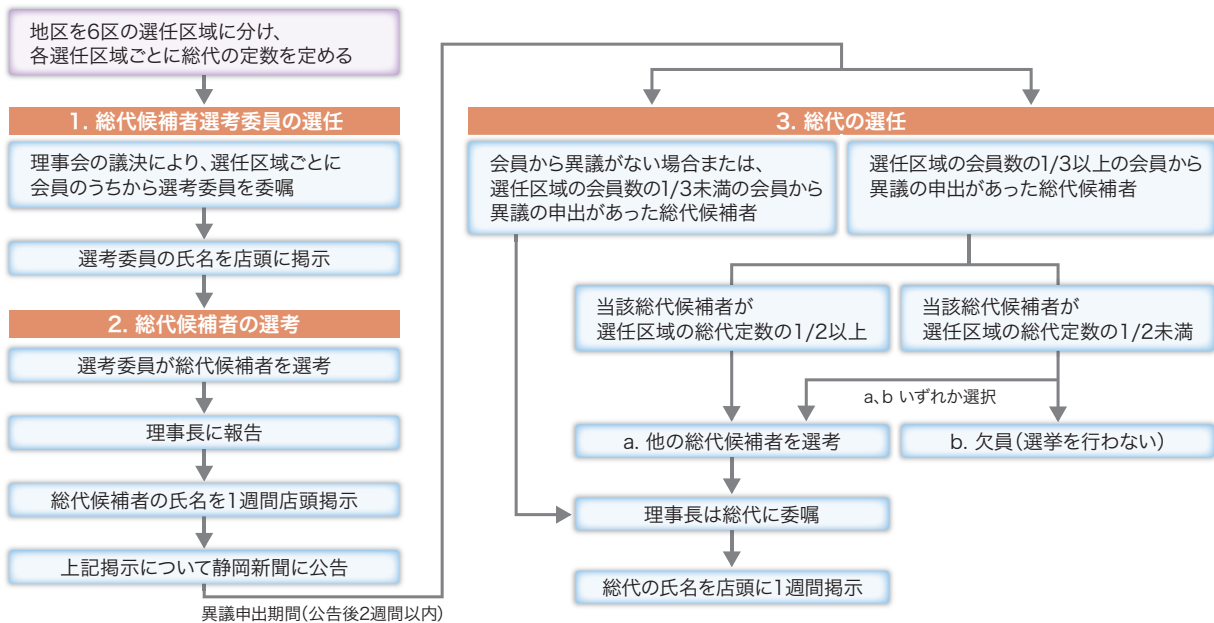 地区を6区の選任区域に分け、
各選任区域ごとに総代の定数を定める
1. 総代候補者選考委員の選任
理事会の議決により、選任区域ごとに
会員のうちから選考委員を委嘱
選考委員の氏名を店頭に掲示
2. 総代候補者の選考
選考委員が総代候補者を選考
理事長に報告
総代候補者の氏名を1週間店頭掲示
上記掲示について静岡新聞に公告
異議申出期間(公告後2週間以内)
3. 総代の選任
会員から異議がない場合または、
選任区域の会員数の1/3未満の会員から
異議の申出があった総代候補者
選任区域の会員数の1/3以上の会員から
異議の申出があった総代候補者
当該総代候補者が
選任区域の総代定数の1/2以上
当該総代候補者が
選任区域の総代定数の1/2未満
a、b いずれか選択
a. 他の総代候補者を選考
b. 欠員(選挙を行わない)
理事長は総代に委嘱
総代の氏名を店頭に1週間掲示